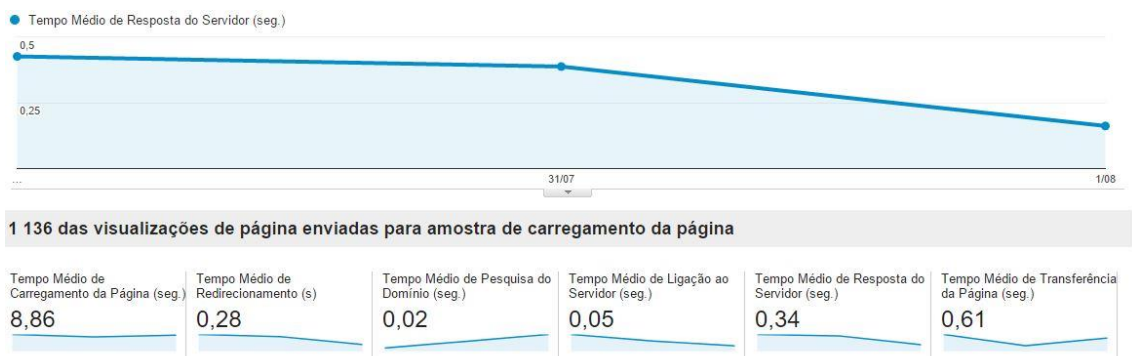 Tempo Médio de Resposta do Servidor (seg.)
0,5
0,25
...
31/07
1/08
1 136 das visualizações de página enviadas para amostra de carregamento da página
Tempo Médio de
Carregamento da Página (seg.)
8,86
Tempo Médio de
Redirecionamento (s)
0,28
Tempo Médio de Pesquisa do
Domínio (seg.)
0,02
Tempo Médio de Ligação ao
Servidor (seg.)
0,05
Tempo Médio de Resposta do
Servidor (seg.)
0,34
Tempo Médio de Transferência
da Página (seg.)
0,61